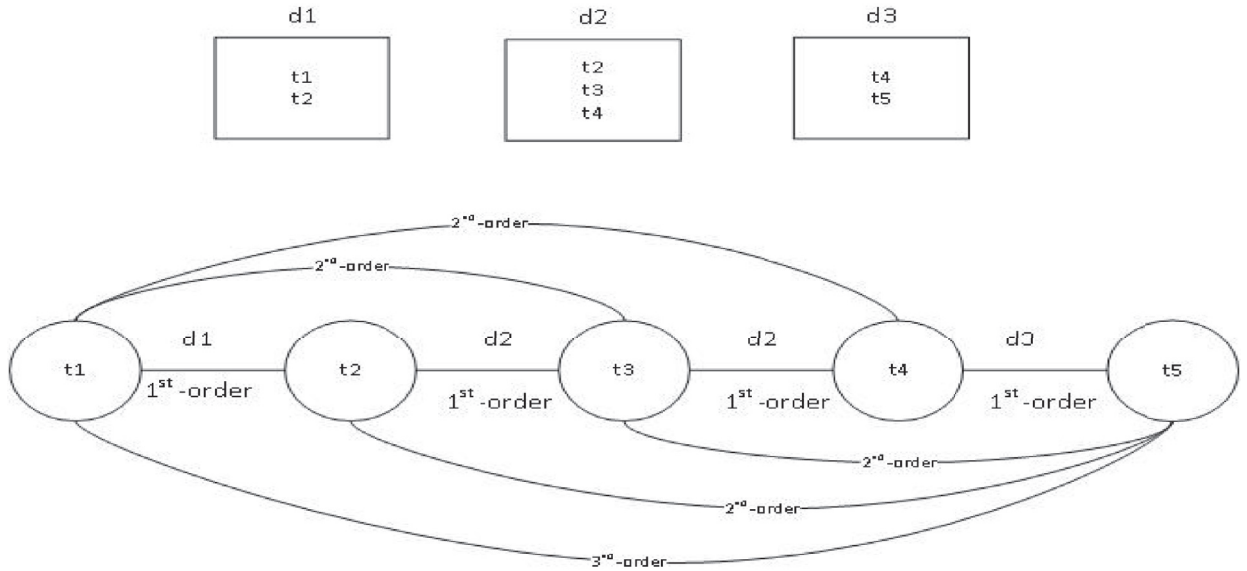 d1
d2
d3
t1
t2
t2
t3
t4
t4
t5
2nd-order
2nd-order
d1
d2
d2
d3
t1
t2
t3
t4
t5
1st-order
1st-order
1st-order
1st-order
2nd-order
2nd-order
3rd-order